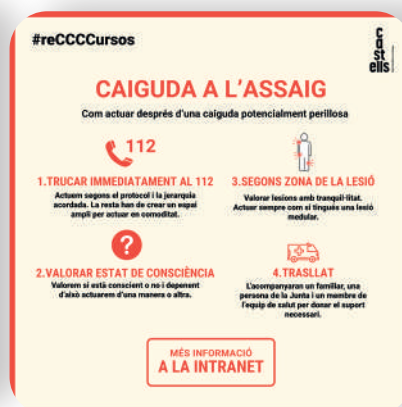 #reCCCCursos
Ca
st
ells
CAIGUDA A L'ASSAIG
Com actuar després d'una caiguda potencialment perillosa
112
1.TRUCAR IMMEDIATAMENT AL 112
Actuem segons el protocol i la jerarquia
acordada. La resta han de crear un espai
ampli per actuar en comoditat.
?
2.VALORAR ESTAT DE CONSCIÈNCIA
Valorem si està conscient o no i depenent
d'això actuarem d'una manera o altra.
3.SEGONS ZONA DE LA LESIÓ
Valorar lesions amb tranquil·litat.
Actuar sempre com si tingués una lesió
medular.
4.TRASLLAT
L'acompanyaran un familiar, una
persona de la Junta i un membre de
l'equip de salut per donar el suport
necessari.
MÉS INFORMACIÓ
A LA INTRANET